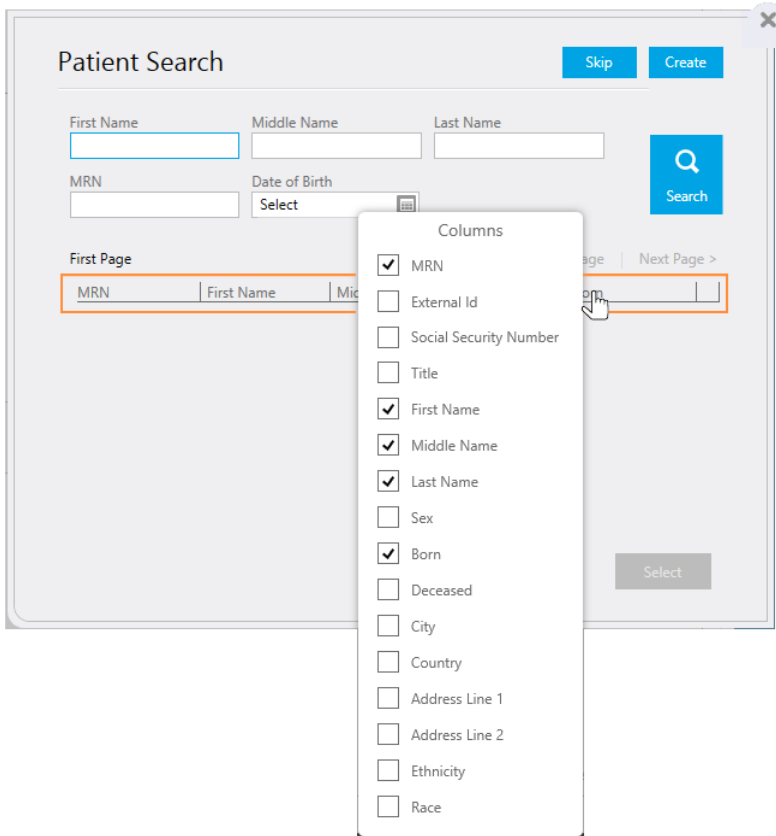 Patient Search
Skip
Create
First Name
Middle Name
Last Name
MRN
Date of Birth
Select
Search
First Page
Next Page >
MRN
First Name
Columns
MRN
External Id
Social Security Number
Title
First Name
Middle Name
Last Name
Sex
Born
Deceased
City
Country
Address Line 1
Address Line 2
Ethnicity
Race
Select